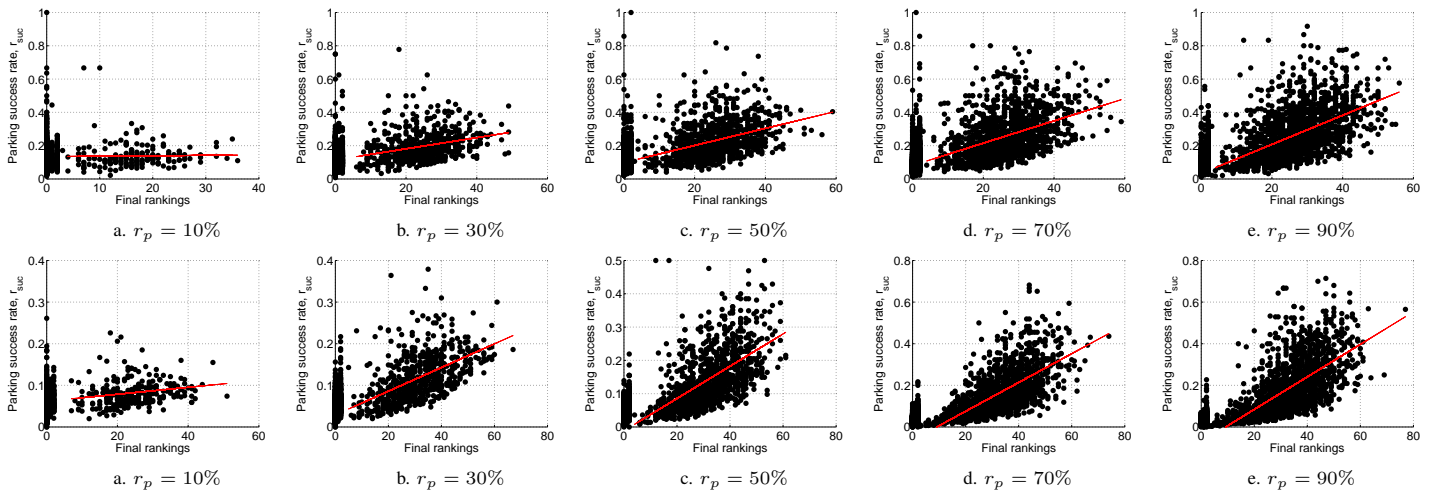 Parking success rate, r_suc
1
0.8
0.6
0.4
0.2
0
0 10 20 30 40
Final rankings
a. r_p = 10%
Parking success rate, r_suc
1
0.8
0.6
0.4
0.2
0
0 20 40 60
Final rankings
b. r_p = 30%
Parking success rate, r_suc
1
0.8
0.6
0.4
0.2
0
0 20 40 60
Final rankings
c. r_p = 50%
Parking success rate, r_suc
1
0.8
0.6
0.4
0.2
0
0 20 40 60
Final rankings
d. r_p = 70%
Parking success rate, r_suc
1
0.8
0.6
0.4
0.2
0
0 20 40 60
Final rankings
e. r_p = 90%
Parking success rate, r_suc
0.4
0.3
0.2
0.1
0
0 20 40 60
Final rankings
a. r_p = 10%
Parking success rate, r_suc
0.4
0.3
0.2
0.1
0
0 20 40 60 80
Final rankings
b. r_p = 30%
Parking success rate, r_suc
0.5
0.4
0.3
0.2
0.1
0
0 20 40 60 80
Final rankings
c. r_p = 50%
Parking success rate, r_suc
0.8
0.6
0.4
0.2
0
0 20 40 60 80
Final rankings
d. r_p = 70%
Parking success rate, r_suc
0.8
0.6
0.4
0.2
0
0 20 40 60 80
Final rankings
e. r_p = 90%